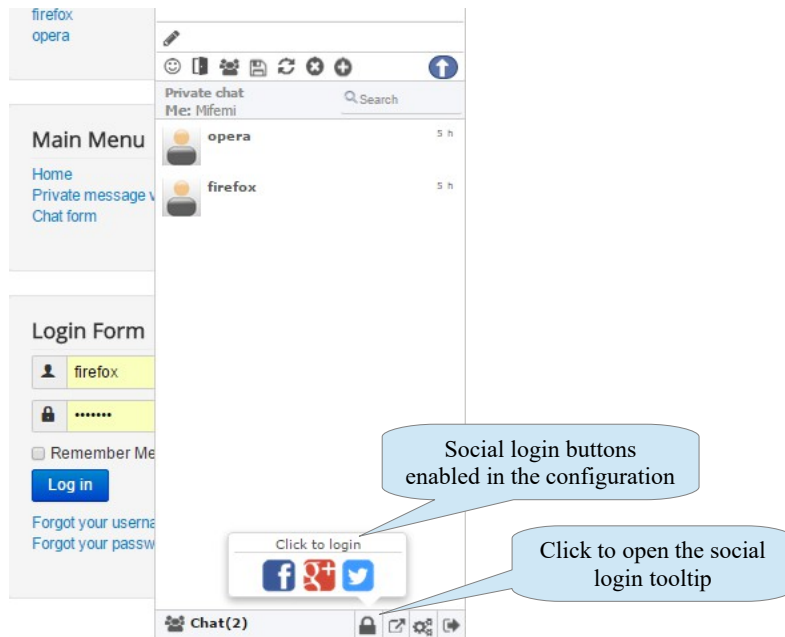 firefox
opera
Private chat
Me: Mifemi
Search
opera
5 h
firefox
5 h
Main Menu
Home
Private message v
Chat form
Login Form
firefox
•••••••
Remember Me
Log in
Forgot your userna
Forgot your passw
Social login buttons
enabled in the configuration
Click to login
f g+
Click to open the social
login tooltip
Chat(2)